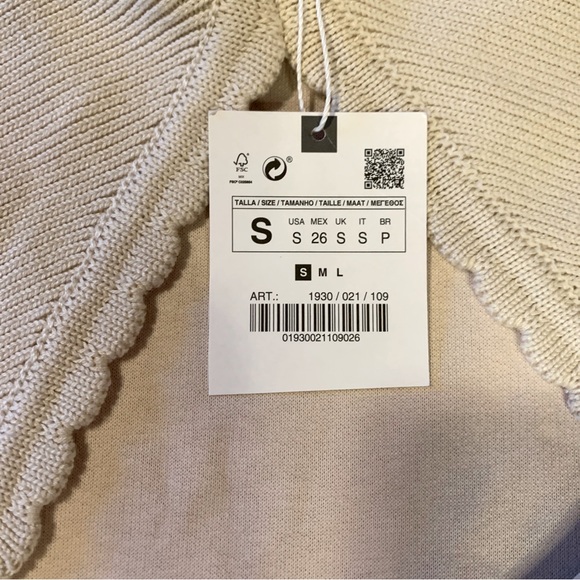 FSC
®
TALLA / SIZE / TAMANHO / TAILLE / MAAT / ΜΕΓΕΘΟΣ
S
USA MEX UK IT BR
S 26 S S P
S M L
ART.: 1930 / 021 / 109
01930021109026